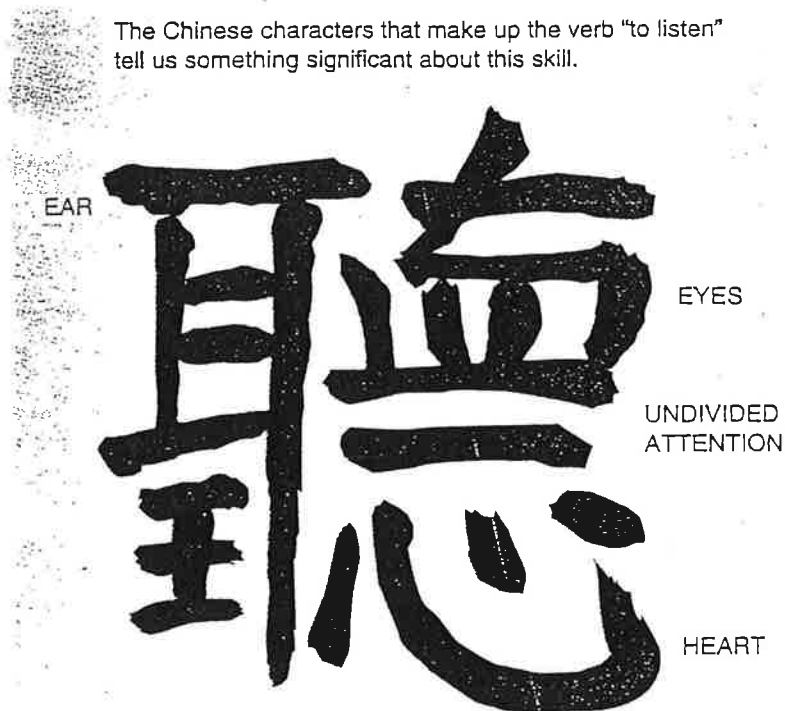 The Chinese characters that make up the verb "to listen"
tell us something significant about this skill.
聽
EAR
EYES
UNDIVIDED
ATTENTION
HEART